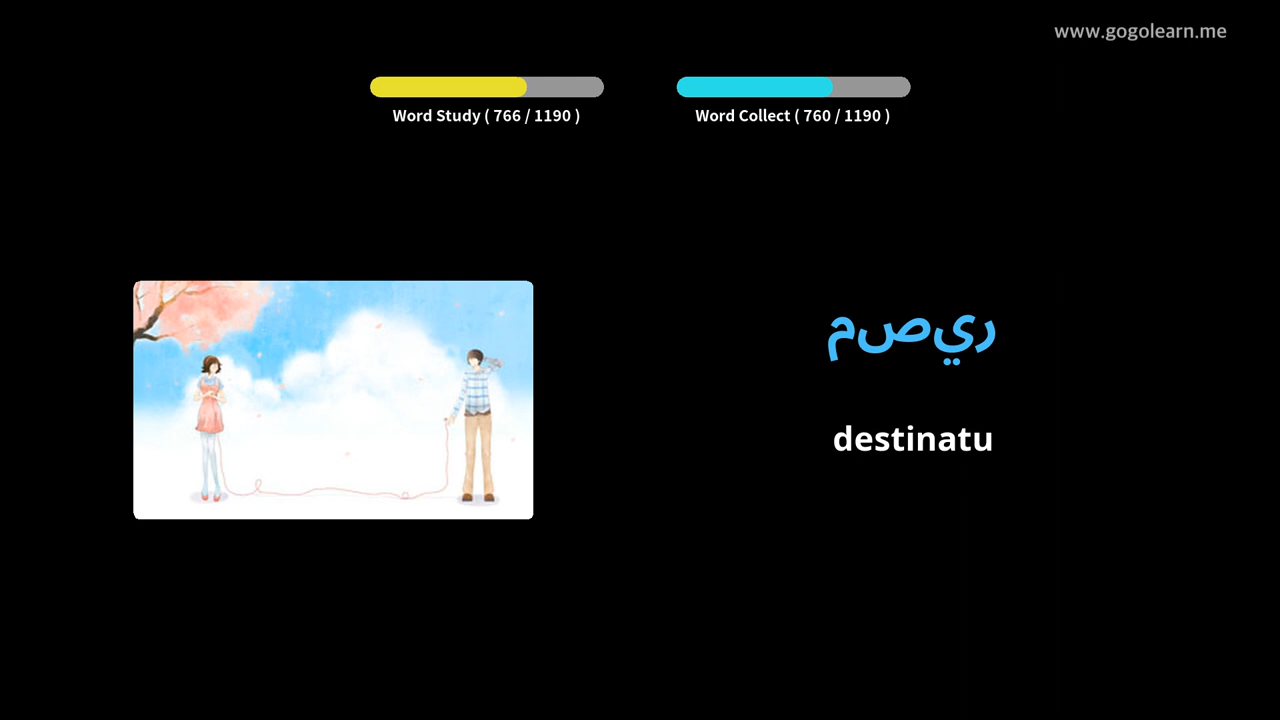 www.gogolearn.me
Word Study ( 766 / 1190 )
Word Collect ( 760 / 1190 )
مصير
destinatu